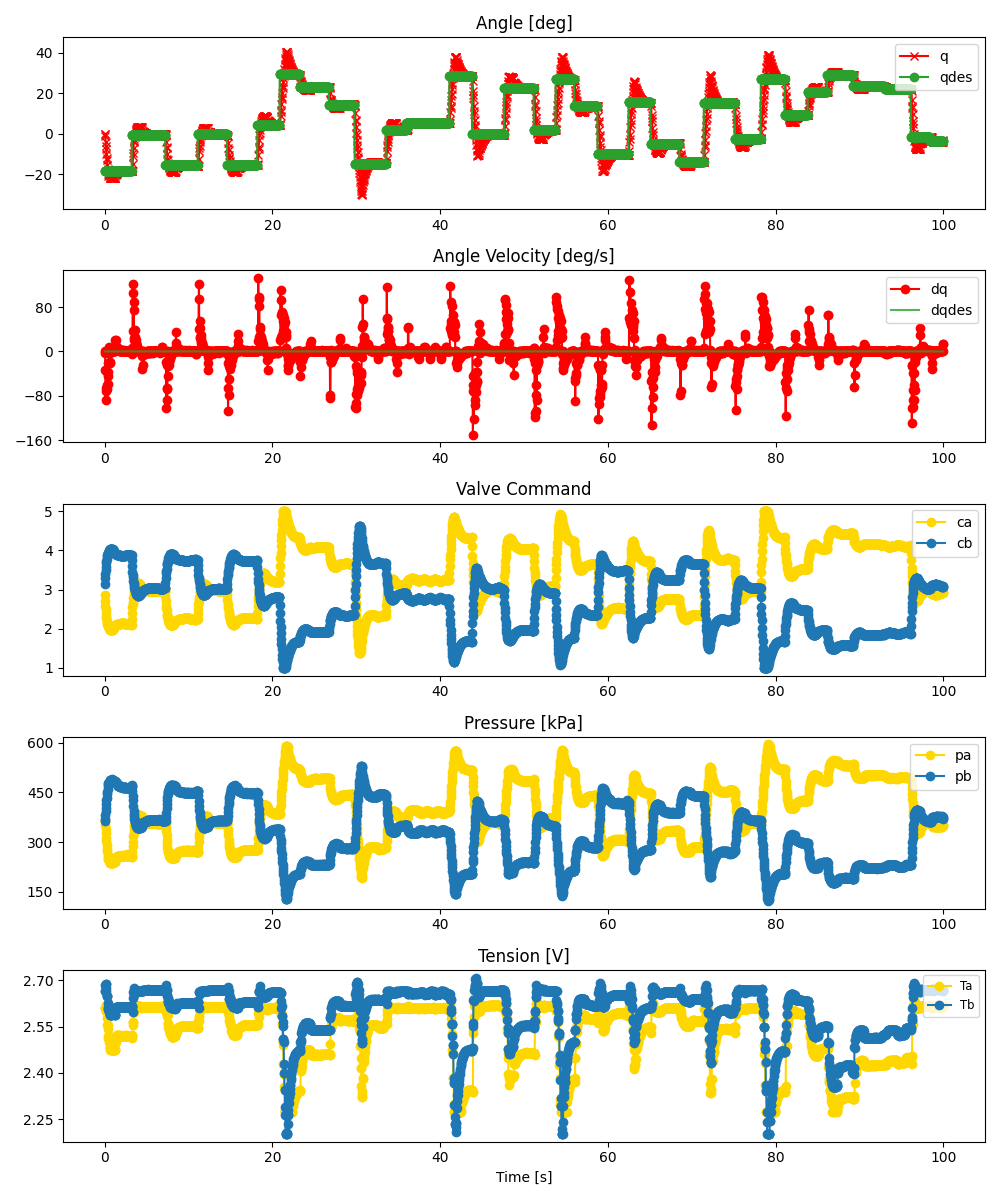 Angle [deg]
40
20
0
−20
q
qdes
0 20 40 60 80 100
Angle Velocity [deg/s]
80
0
−80
−160
dq
dqdes
0 20 40 60 80 100
Valve Command
5
4
3
2
1
ca
cb
0 20 40 60 80 100
Pressure [kPa]
600
450
300
150
pa
pb
0 20 40 60 80 100
Tension [V]
2.70
2.55
2.40
2.25
Ta
Tb
0 20 40 60 80 100
Time [s]